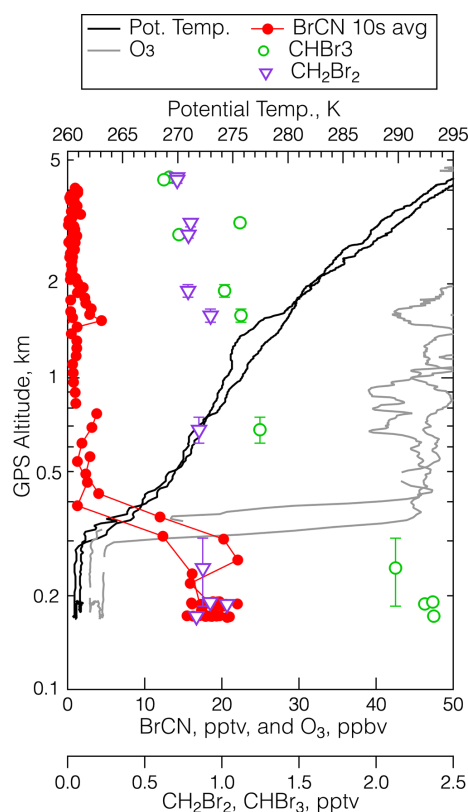 Pot. Temp. BrCN 10s avg
O₃ CHBr3
CH₂Br₂
Potential Temp., K
260 265 270 275 280 285 290 295
5
2
1
0.5
0.2
0.1
GPS Altitude, km
0 10 20 30 40 50
BrCN, pptv, and O₃, ppbv
0.0 0.5 1.0 1.5 2.0 2.5
CH₂Br₂, CHBr₃, pptv